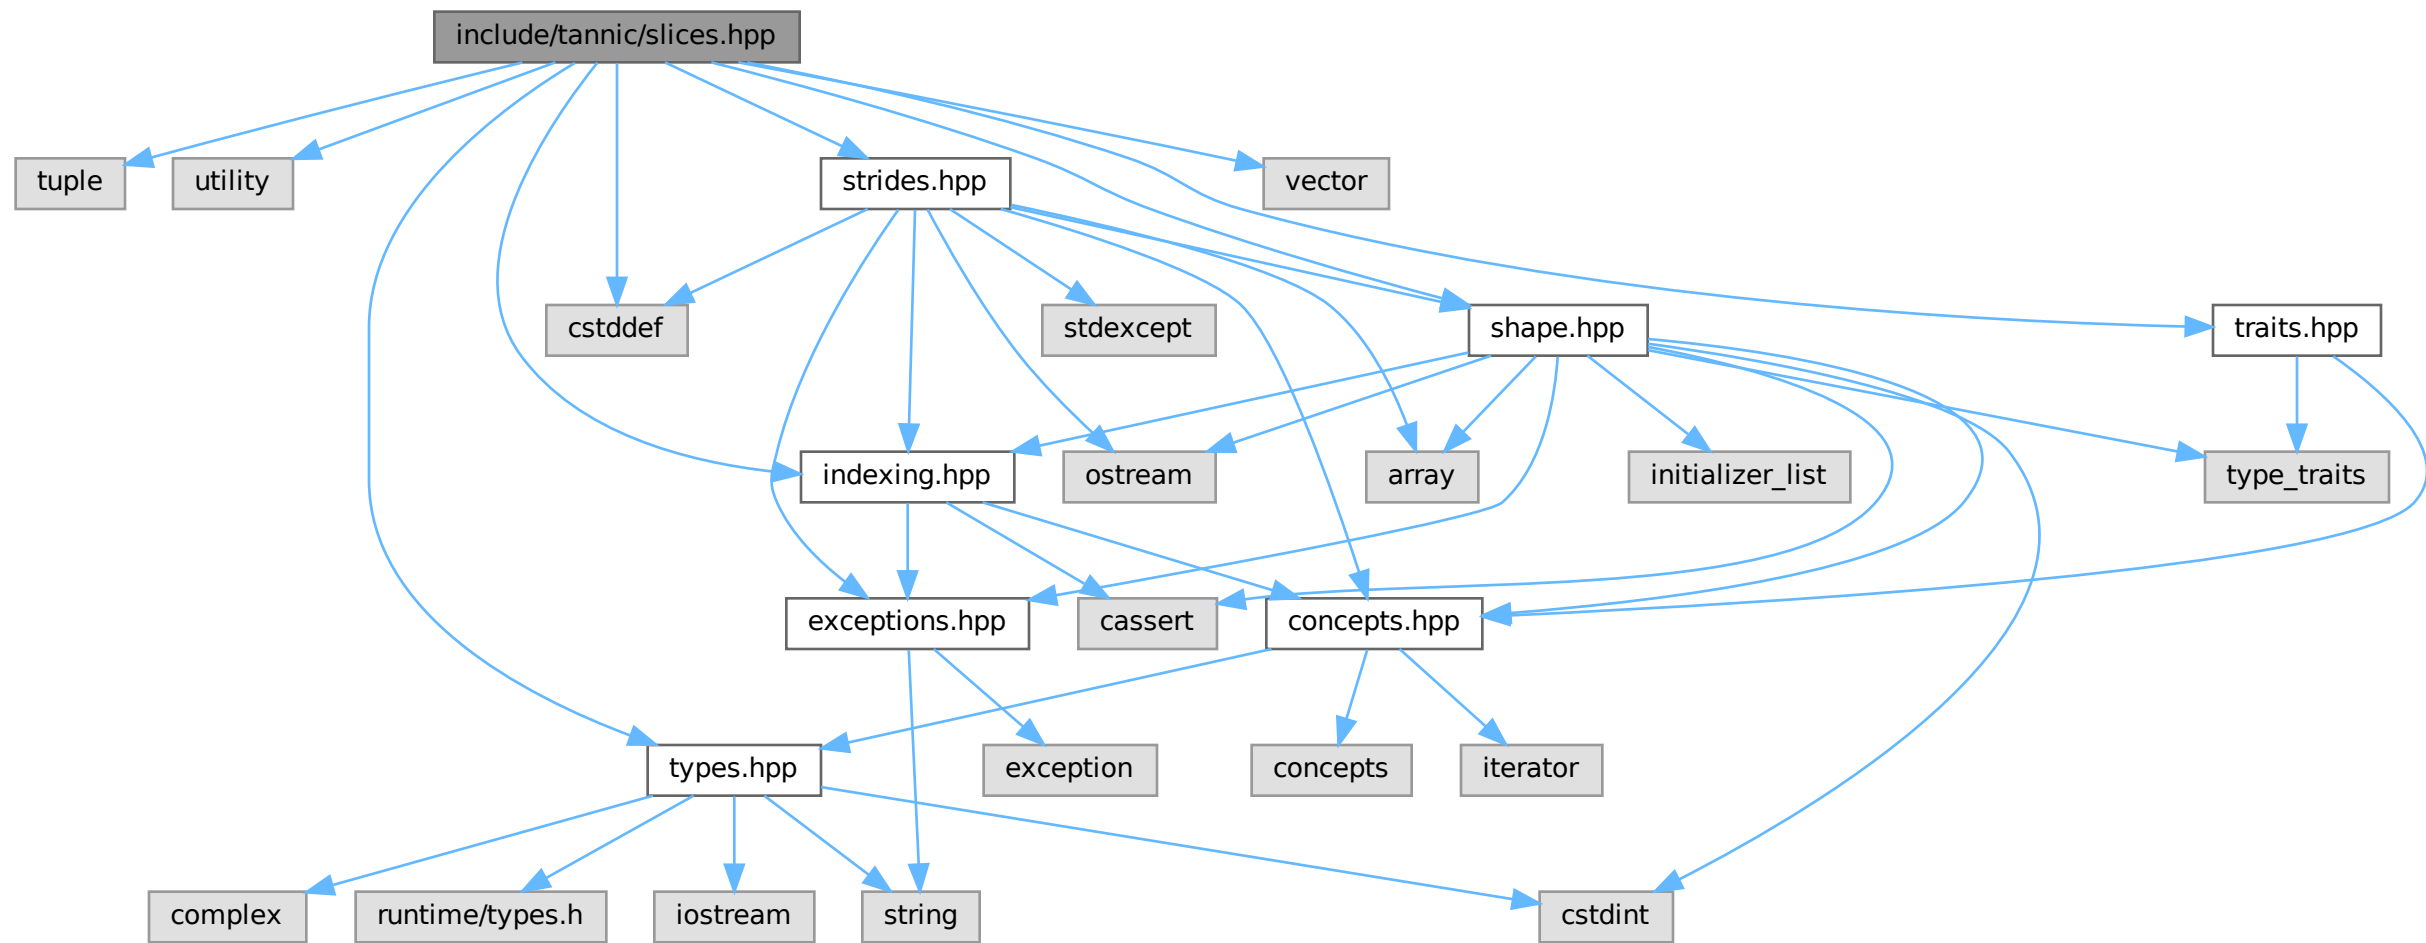 include/tannic/slices.hpp
tuple
utility
strides.hpp
vector
cstddef
stdexcept
shape.hpp
traits.hpp
indexing.hpp
ostream
array
initializer_list
type_traits
exceptions.hpp
cassert
concepts.hpp
types.hpp
exception
concepts
iterator
complex
runtime/types.h
iostream
string
cstdint